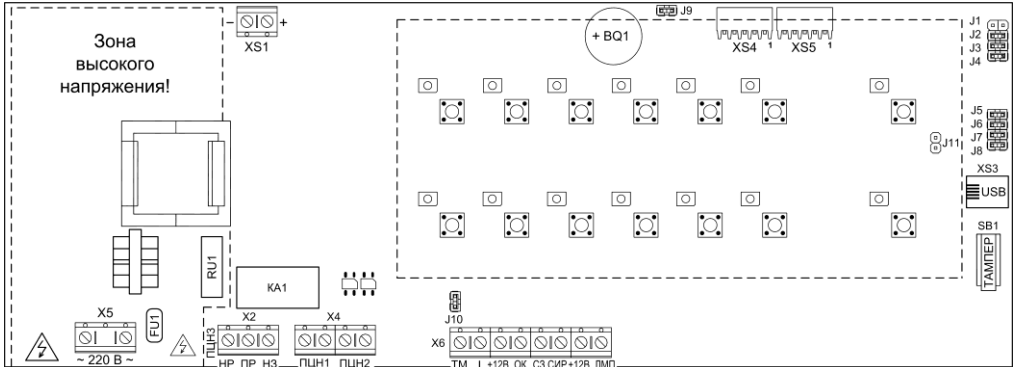 Зона
высокого
напряжения!
- +
XS1
J9
+ BQ1
XS4 1
XS5 1
J1
J2
J3
J4
J5
J6
J7
J8
J11
XS3
USB
SB1
ТАМПЕР
RU1
КА1
X5
FU1
~ 220 В ~
ПЦН3
X2
НР ПР НЗ
X4
ПЦН1 ПЦН2
J10
X6
ТМ ⊥ +12В ОК СЗ СИР +12В ПМП